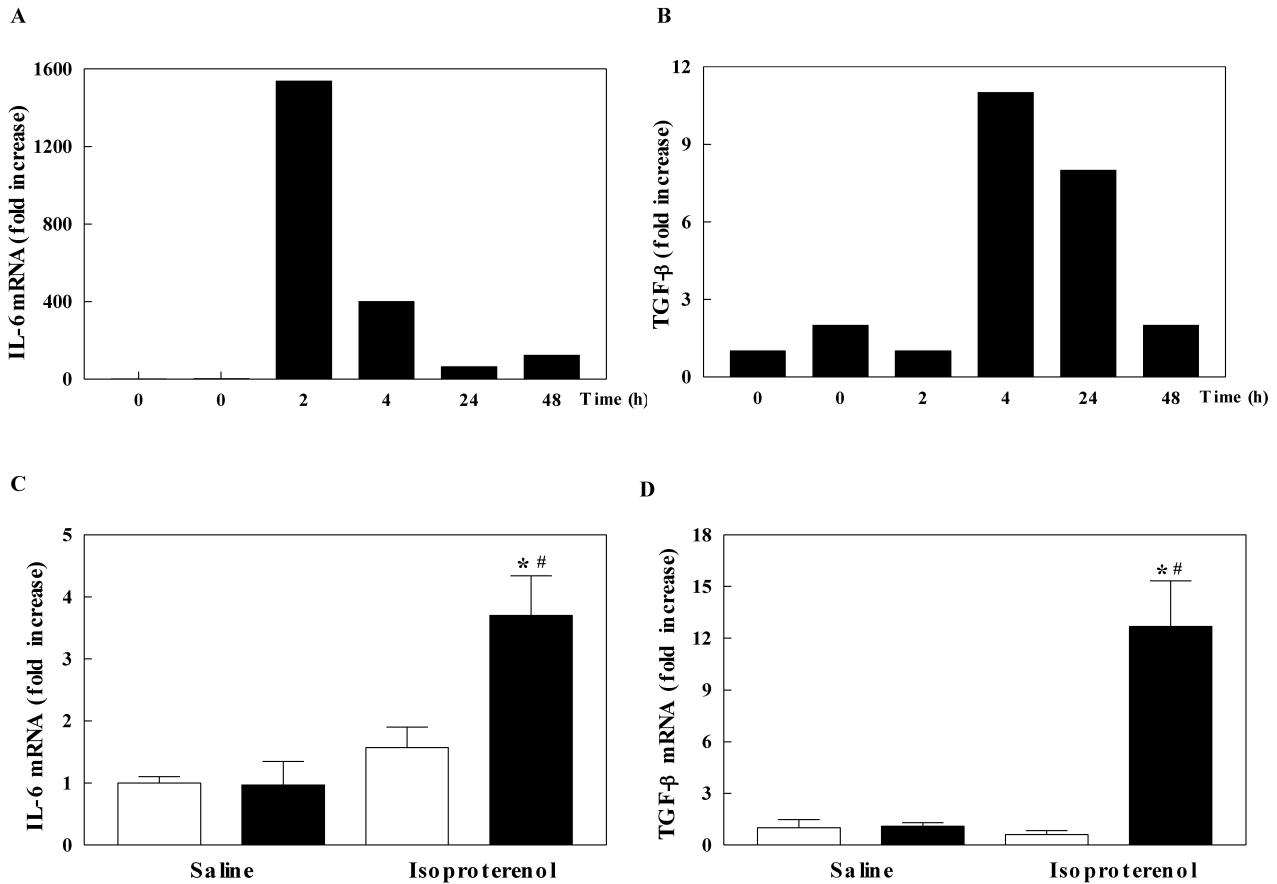 A
IL-6 mRNA (fold increase)
1600
1200
800
400
0
0 0 2 4 24 48 Time (h)
B
TGF-β (fold increase)
12
9
6
3
0
0 0 2 4 24 48 Time (h)
C
IL-6 mRNA (fold increase)
5
4
3
2
1
0
* #
Saline Isoproterenol
D
TGF-β mRNA (fold increase)
18
15
12
9
6
3
0
* #
Saline Isoproterenol